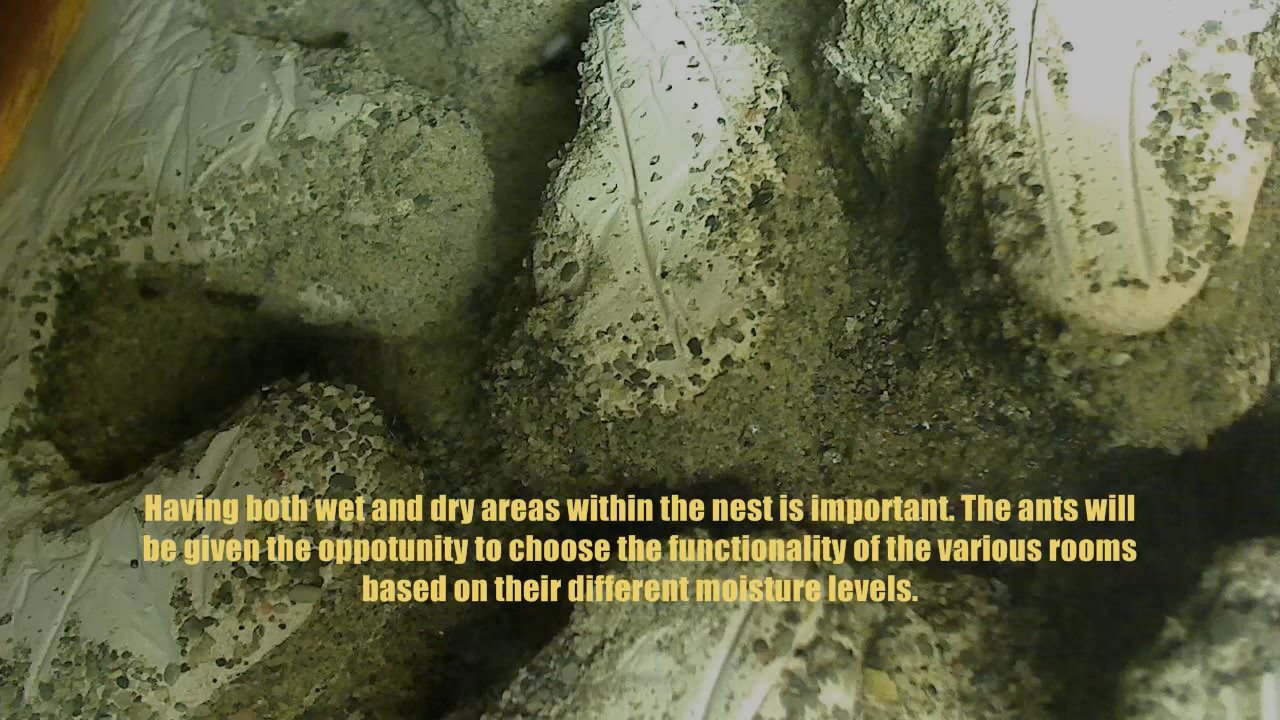 Having both wet and dry areas within the nest is important. The ants will
be given the oppotunity to choose the functionality of the various rooms
based on their different moisture levels.